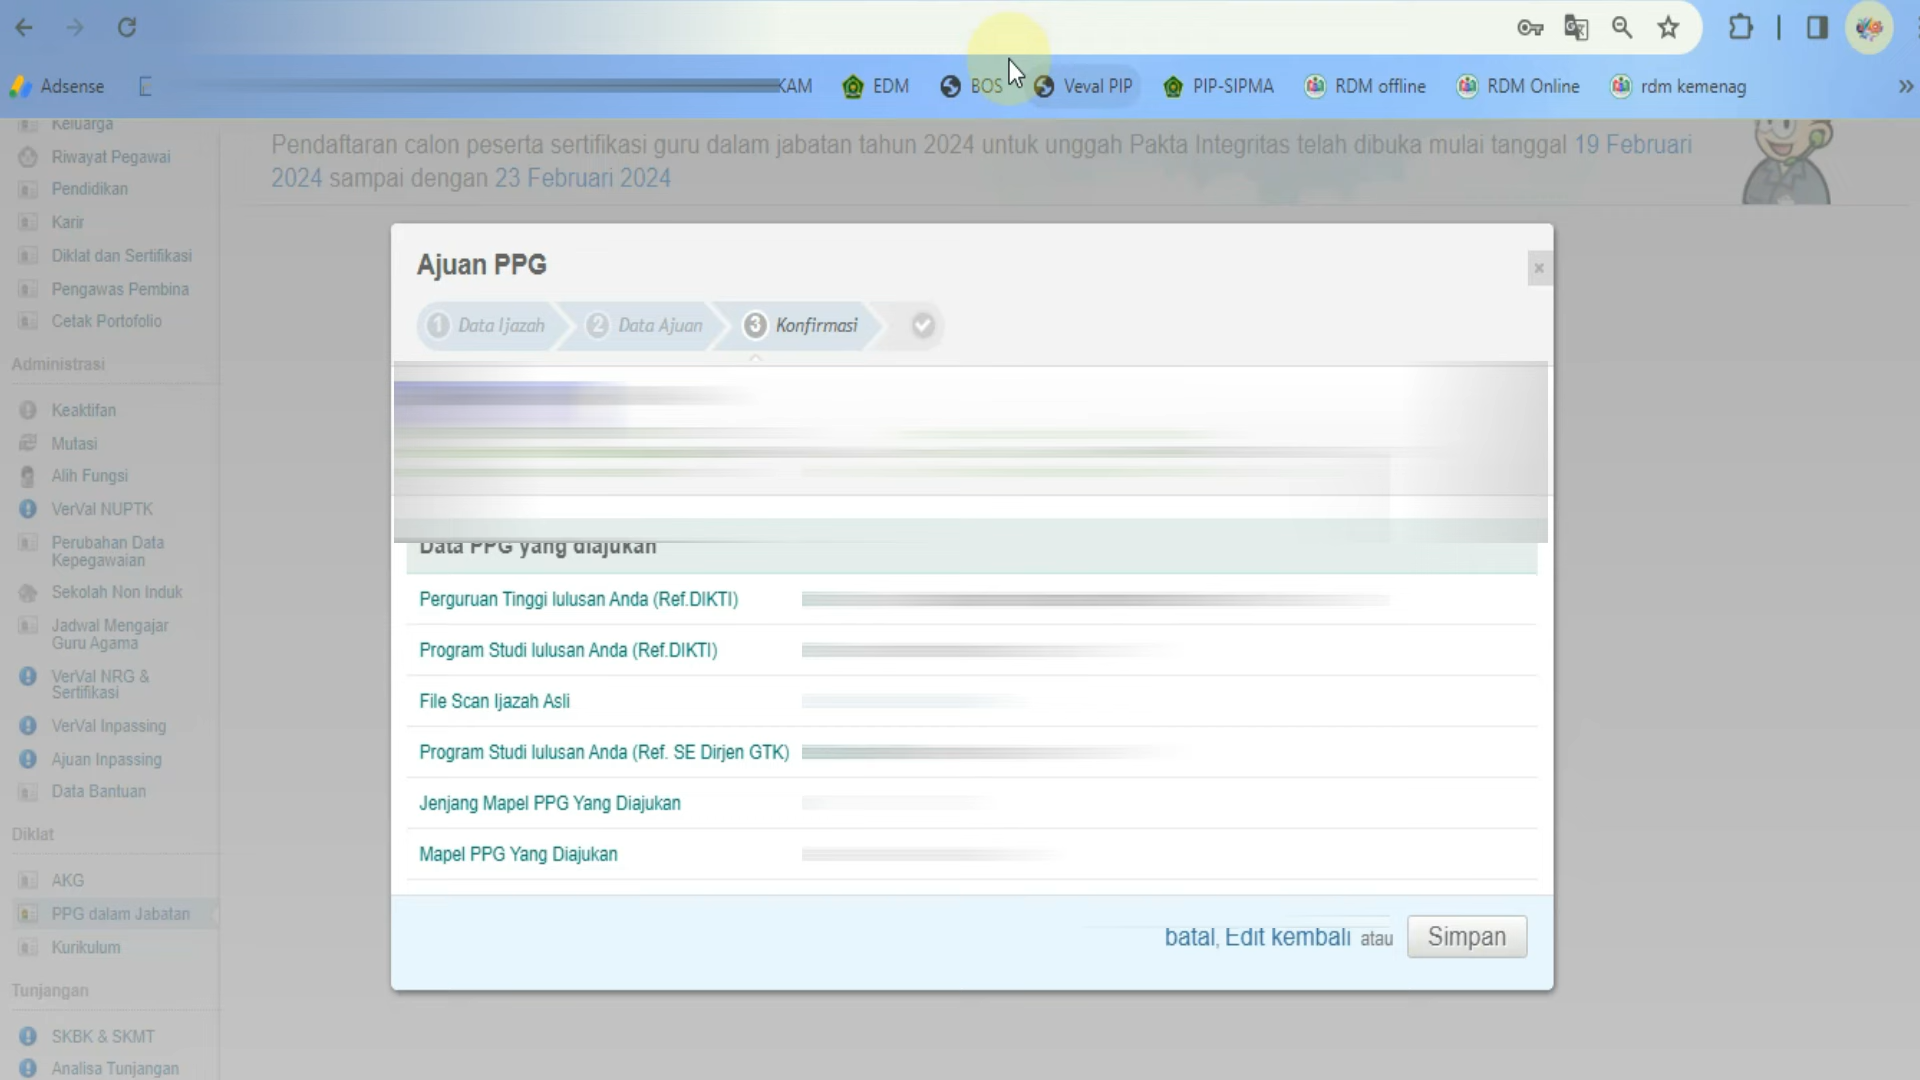 Adsense
KAM
EDM
BOS
Veval PIP
PIP-SIPMA
RDM offline
RDM Online
rdm kemenag
»
Keluarga
Riwayat Pegawai
Pendidikan
Karir
Diklat dan Sertifikasi
Pengawas Pembina
Cetak Portofolio
Administrasi
Keaktifan
Mutasi
Alih Fungsi
VerVal NUPTK
Perubahan Data
Kepegawaian
Sekolah Non Induk
Jadwal Mengajar
Guru Agama
VerVal NRG &
Sertifikasi
VerVal Inpassing
Ajuan Inpassing
Data Bantuan
Diklat
AKG
PPG dalam Jabatan
Kurikulum
Tunjangan
SKBK & SKMT
Analisa Tunjangan
Pendaftaran calon peserta sertifikasi guru dalam jabatan tahun 2024 untuk unggah Pakta Integritas telah dibuka mulai tanggal 19 Februari
2024 sampai dengan 23 Februari 2024
Ajuan PPG
×
1 Data Ijazah
2 Data Ajuan
3 Konfirmasi
Data PPG yang diajukan
Perguruan Tinggi lulusan Anda (Ref.DIKTI)
Program Studi lulusan Anda (Ref.DIKTI)
File Scan Ijazah Asli
Program Studi lulusan Anda (Ref. SE Dirjen GTK)
Jenjang Mapel PPG Yang Diajukan
Mapel PPG Yang Diajukan
batal, Edit kembali atau Simpan